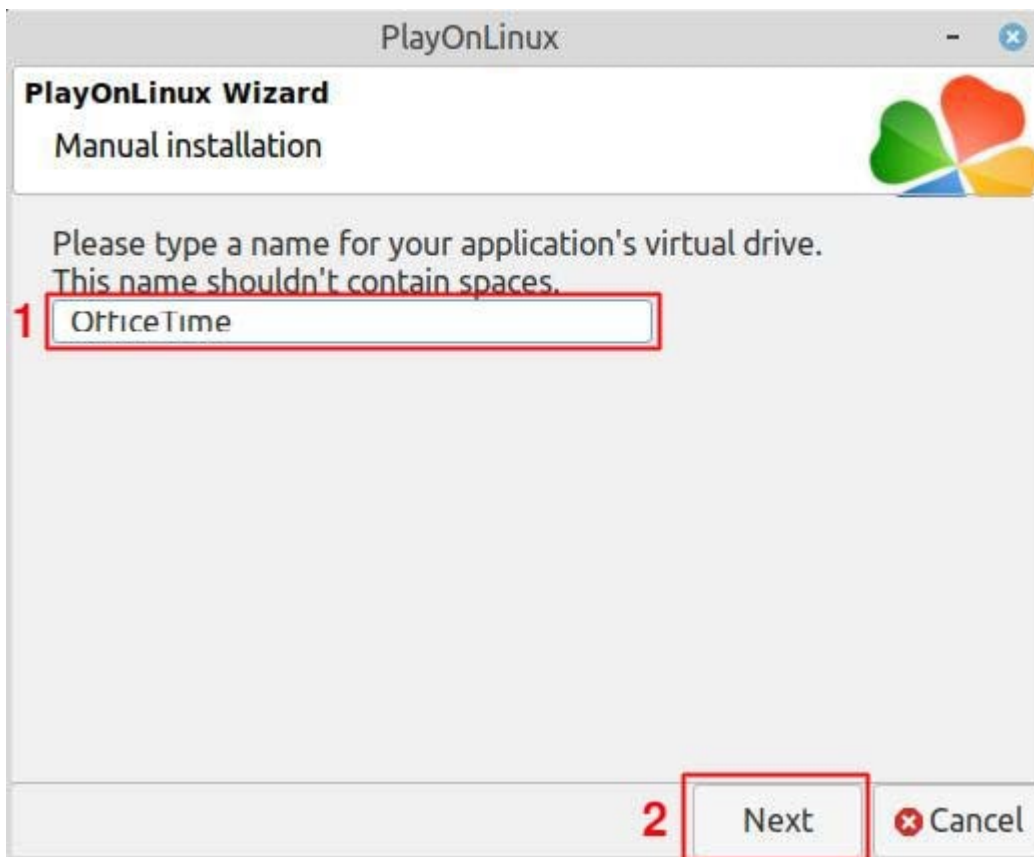 PlayOnLinux
PlayOnLinux Wizard
Manual installation
Please type a name for your application's virtual drive.
This name shouldn't contain spaces.
1 OfficeTime
2 Next Cancel